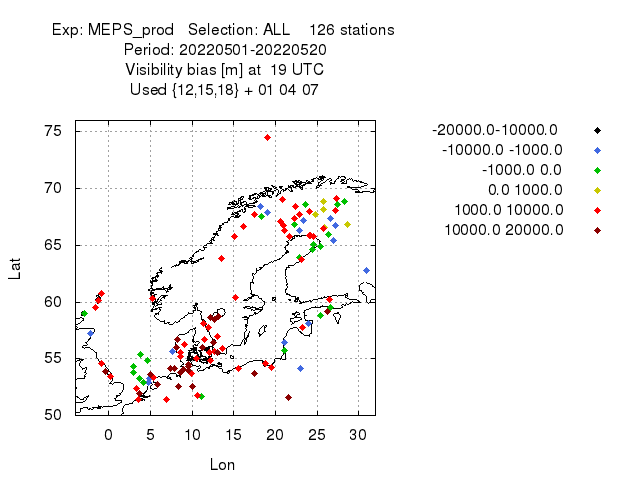 Exp: MEPS_prod   Selection: ALL    126 stations
Period: 20220501-20220520
Visibility bias [m] at  19 UTC
Used {12,15,18} + 01 04 07
-20000.0-10000.0
-10000.0 -1000.0
-1000.0 0.0
0.0 1000.0
1000.0 10000.0
10000.0 20000.0
75
70
65
60
55
50
Lat
0 5 10 15 20 25 30
Lon